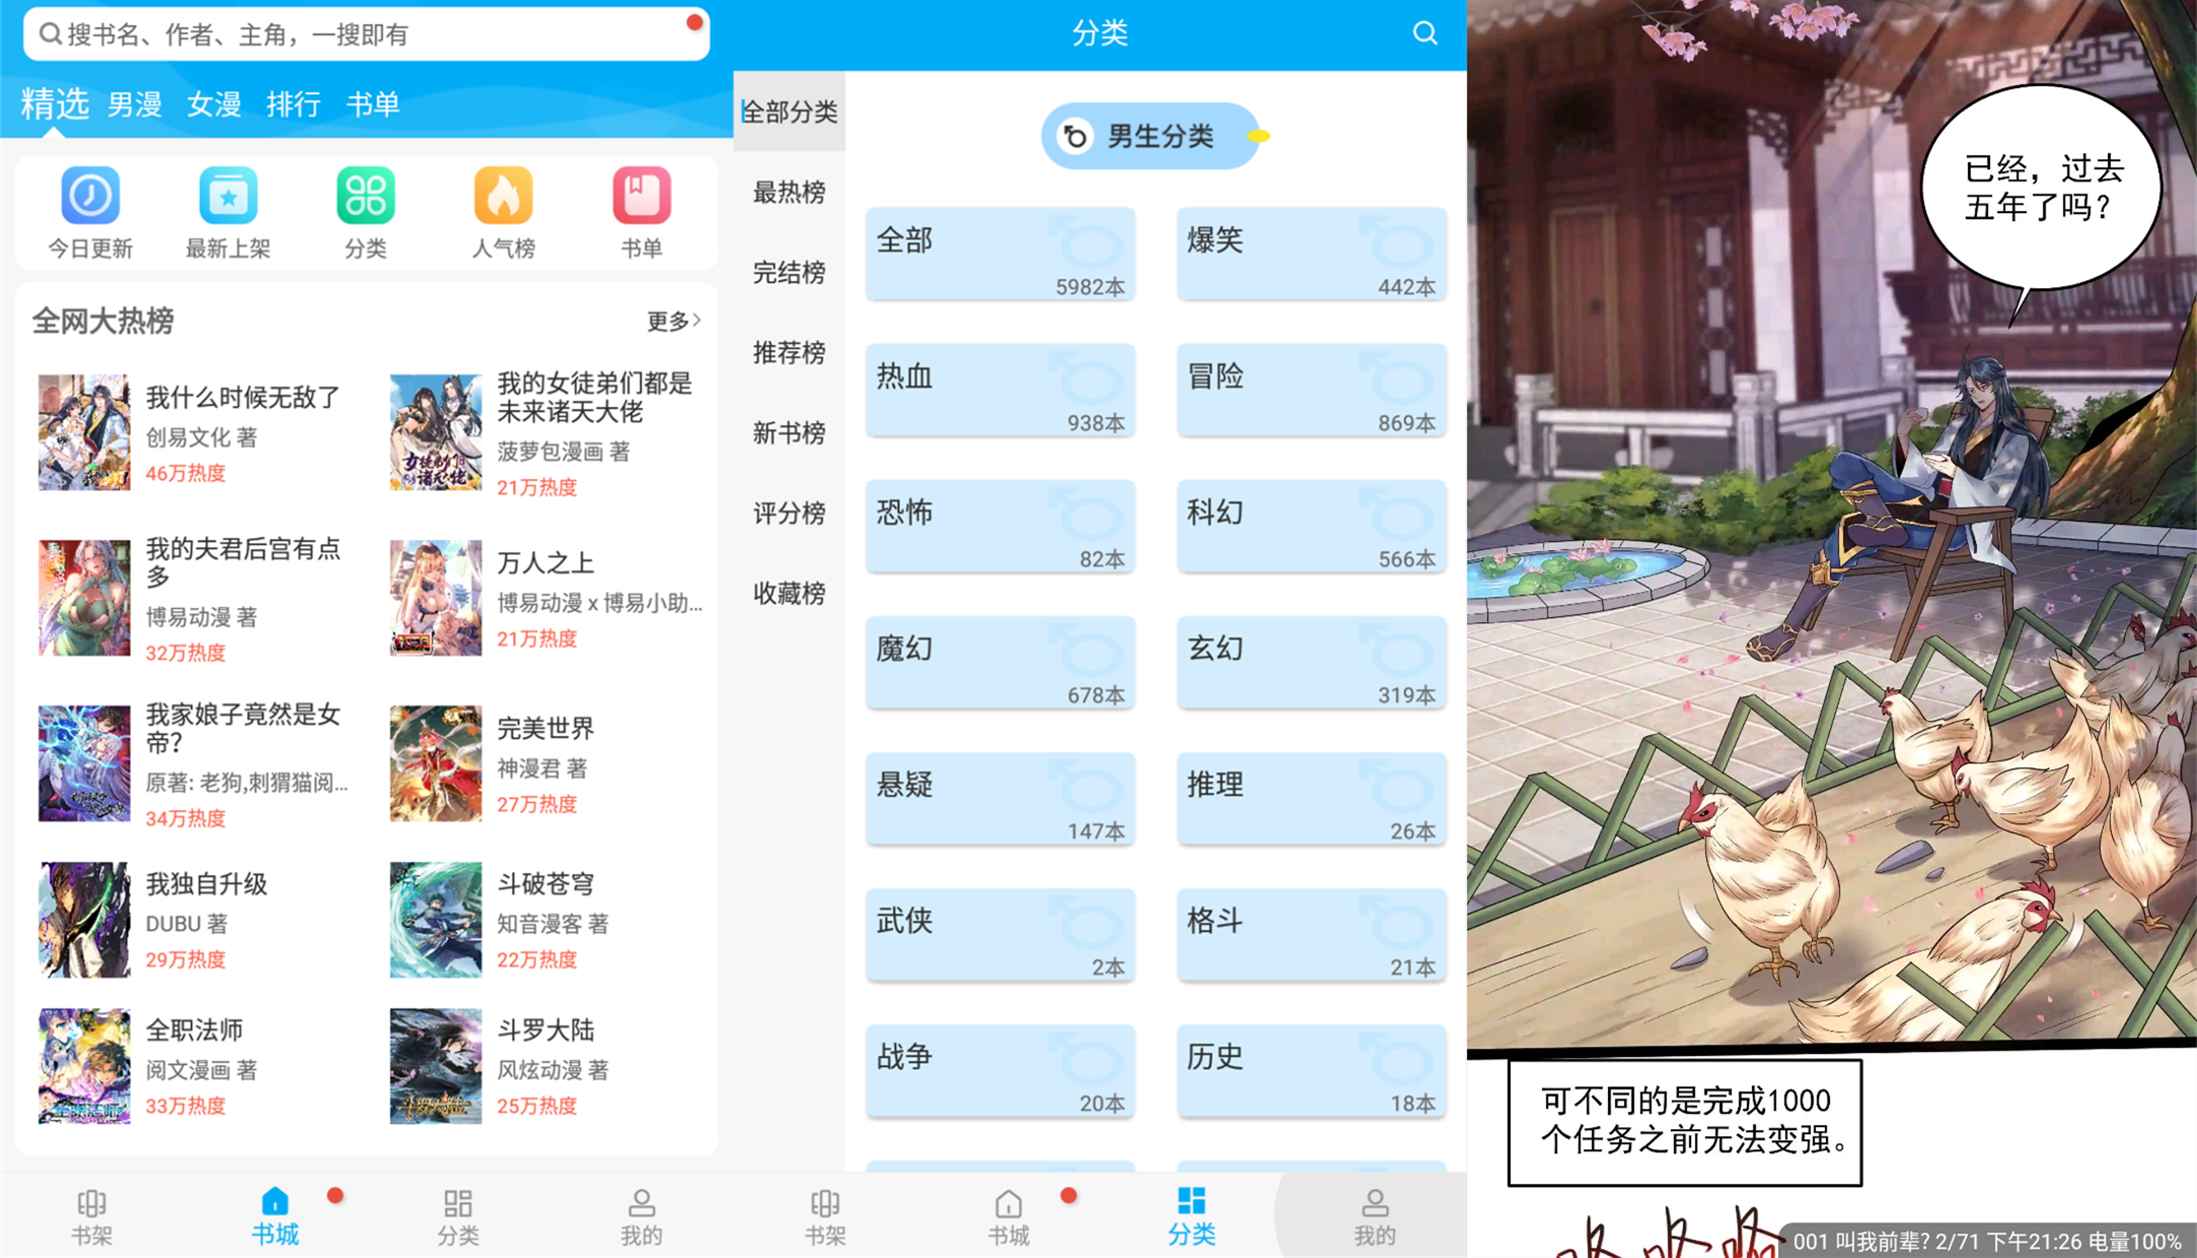 搜书名、作者、主角，一搜即有
精选 男漫 女漫 排行 书单
今日更新 最新上架 分类 人气榜 书单
全网大热榜 更多
我什么时候无敌了
创易文化 著
46万热度
我的女徒弟们都是
未来诸天大佬
菠萝包漫画 著
21万热度
我的夫君后宫有点
多
博易动漫 著
32万热度
万人之上
博易动漫 x 博易小助...
21万热度
我家娘子竟然是女
帝?
原著: 老狗,刺猬猫阅...
34万热度
完美世界
神漫君 著
27万热度
我独自升级
DUBU 著
29万热度
斗破苍穹
知音漫客 著
22万热度
全职法师
阅文漫画 著
33万热度
斗罗大陆
风炫动漫 著
25万热度
书架 书城 分类 我的
分类
全部分类
最热榜
完结榜
推荐榜
新书榜
评分榜
收藏榜
男生分类
全部
5982本
爆笑
442本
热血
938本
冒险
869本
恐怖
82本
科幻
566本
魔幻
678本
玄幻
319本
悬疑
147本
推理
26本
武侠
2本
格斗
21本
战争
20本
历史
18本
书架 书城 分类 我的
已经，过去
五年了吗?
可不同的是完成1000
个任务之前无法变强。
咯咯咯
001 叫我前辈? 2/71 下午21:26 电量100%